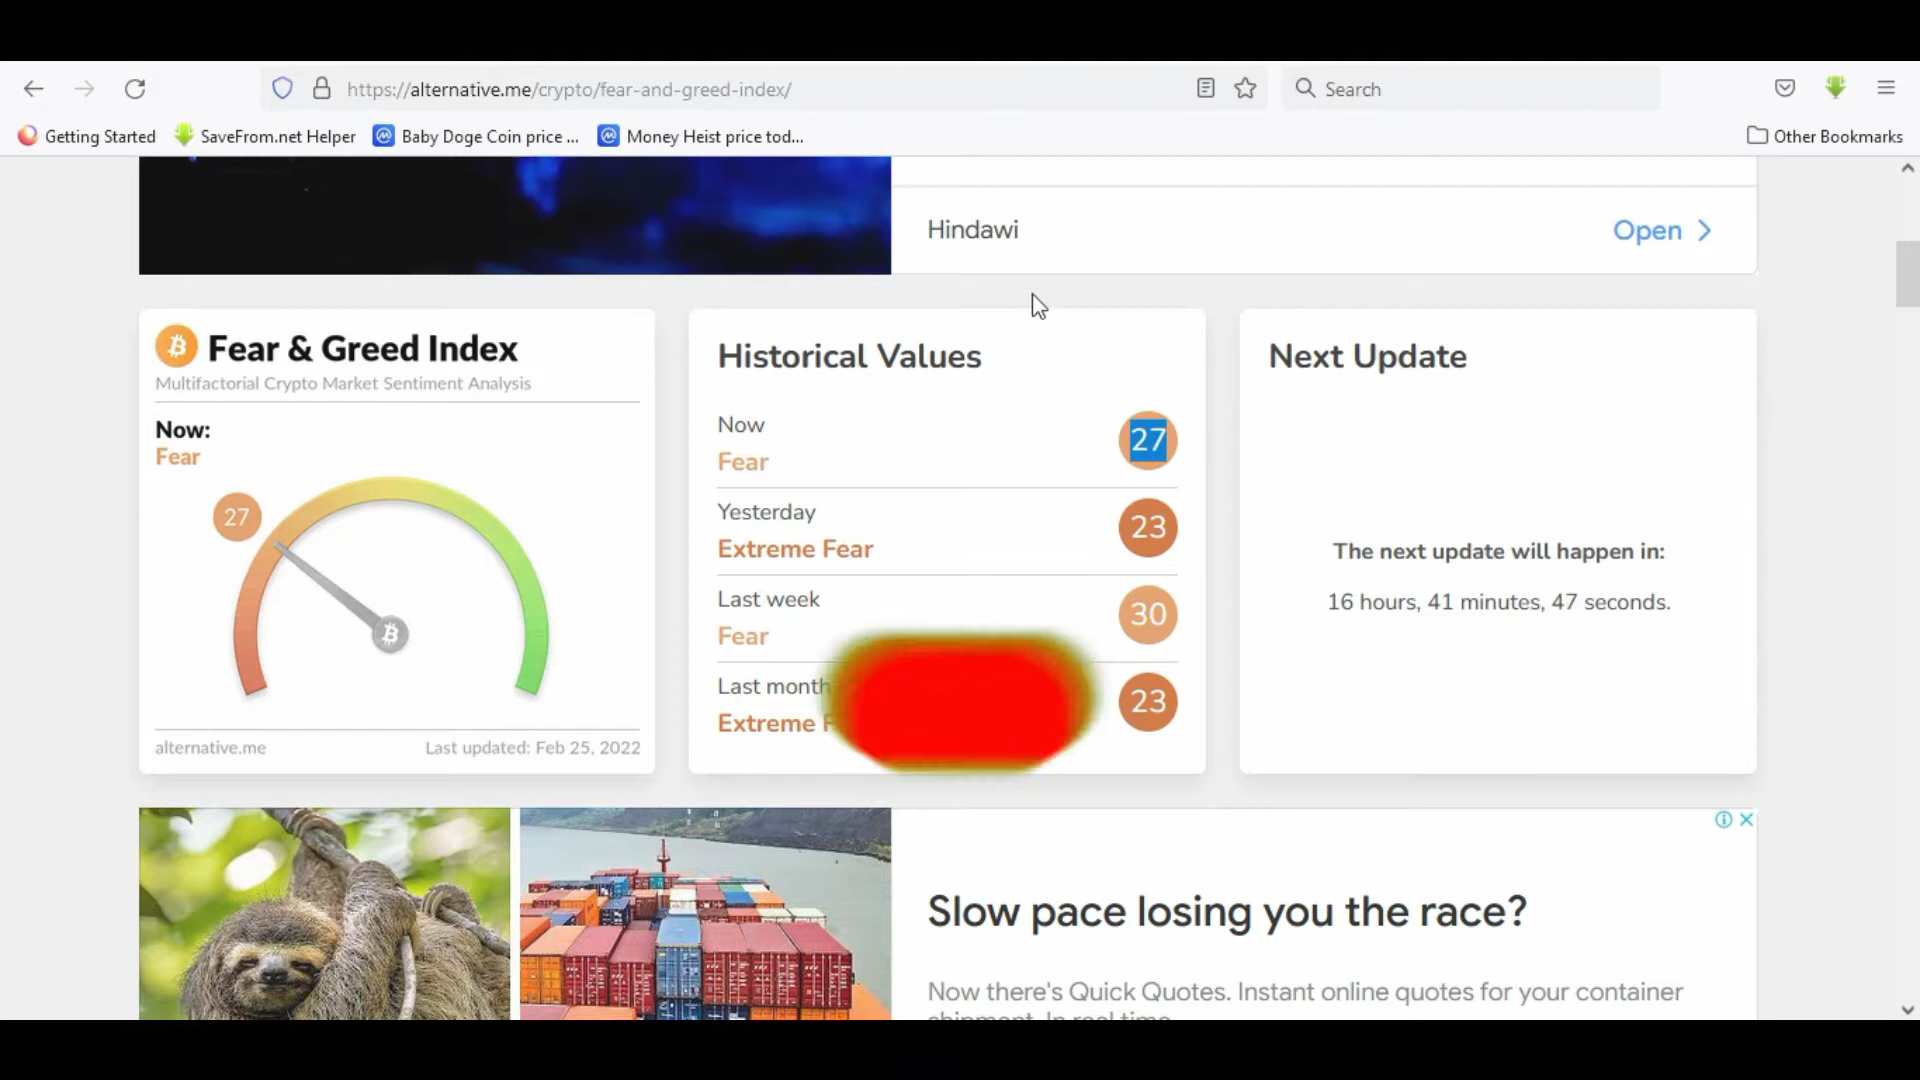 https://alternative.me/crypto/fear-and-greed-index/
Search
Getting Started
SaveFrom.net Helper
Baby Doge Coin price ...
Money Heist price tod...
Other Bookmarks
Hindawi
Open
Fear & Greed Index
Multifactorial Crypto Market Sentiment Analysis
Now:
Fear
27
alternative.me
Last updated: Feb 25, 2022
Historical Values
Now
Fear
27
Yesterday
Extreme Fear
23
Last week
Fear
30
Last month
Extreme
23
Next Update
The next update will happen in:
16 hours, 41 minutes, 47 seconds.
Slow pace losing you the race?
Now there's Quick Quotes. Instant online quotes for your container
shipment. In real time